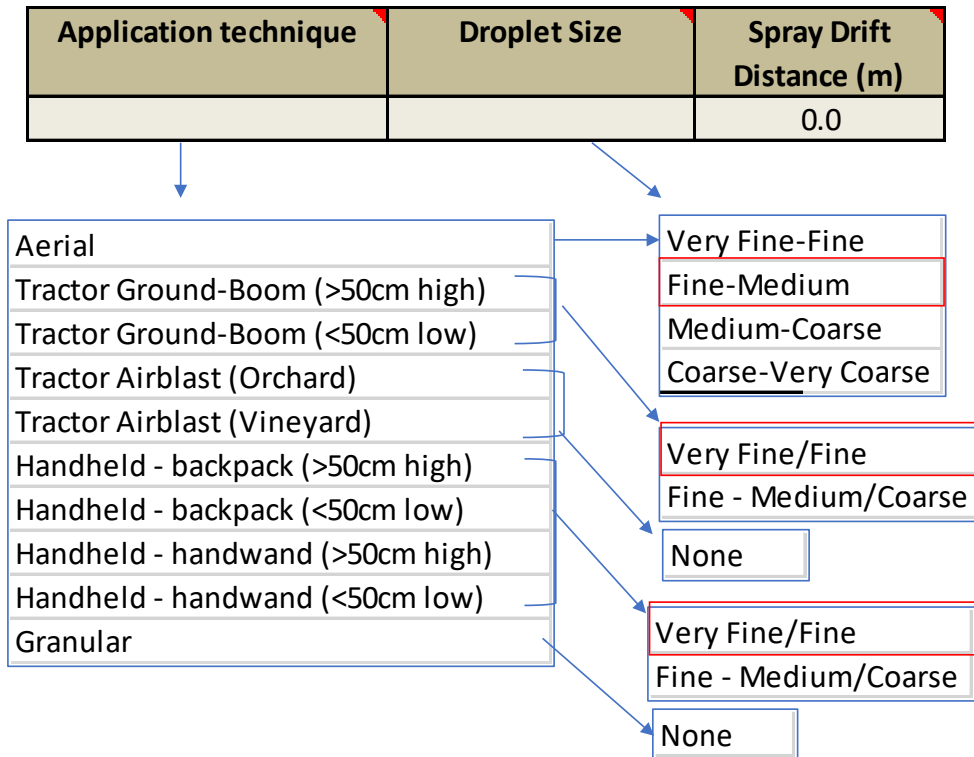 Application technique
Droplet Size
Spray Drift
Distance (m)
0.0
Aerial
Tractor Ground-Boom (>50cm high)
Tractor Ground-Boom (<50cm low)
Tractor Airblast (Orchard)
Tractor Airblast (Vineyard)
Handheld - backpack (>50cm high)
Handheld - backpack (<50cm low)
Handheld - handwand (>50cm high)
Handheld - handwand (<50cm low)
Granular
Very Fine-Fine
Fine-Medium
Medium-Coarse
Coarse-Very Coarse
Very Fine/Fine
Fine - Medium/Coarse
None
Very Fine/Fine
Fine - Medium/Coarse
None